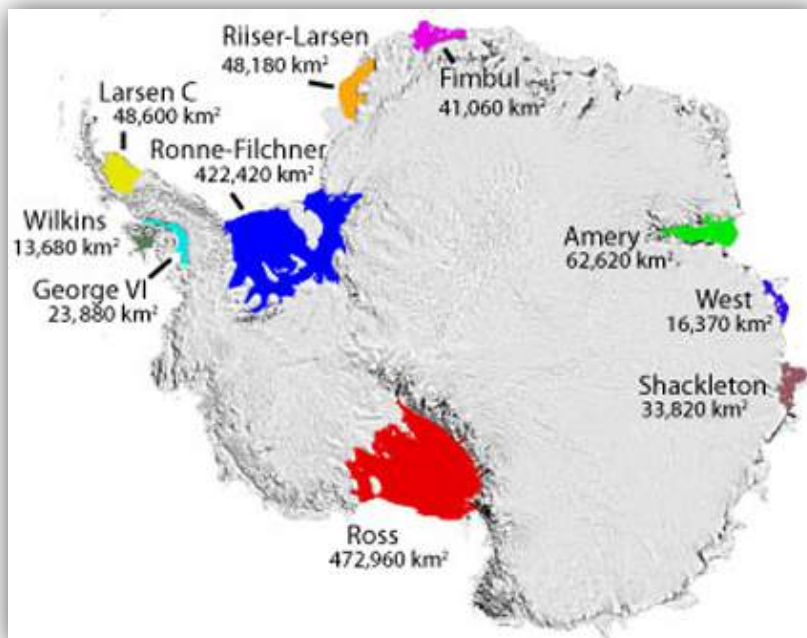 Riiser-Larsen
48,180 km²
Fimbul
41,060 km²
Larsen C
48,600 km²
Ronne-Filchner
422,420 km²
Wilkins
13,680 km²
George VI
23,880 km²
Amery
62,620 km²
West
16,370 km²
Shackleton
33,820 km²
Ross
472,960 km²